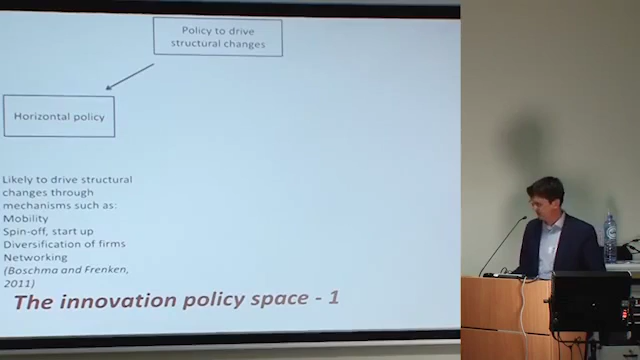 Policy to drive
structural changes
Horizontal policy
Likely to drive structural
changes through
mechanisms such as:
Mobility
Spin-off, start up
Diversification of firms
Networking
(Boschma and Frenken,
2011)
The innovation policy space - 1